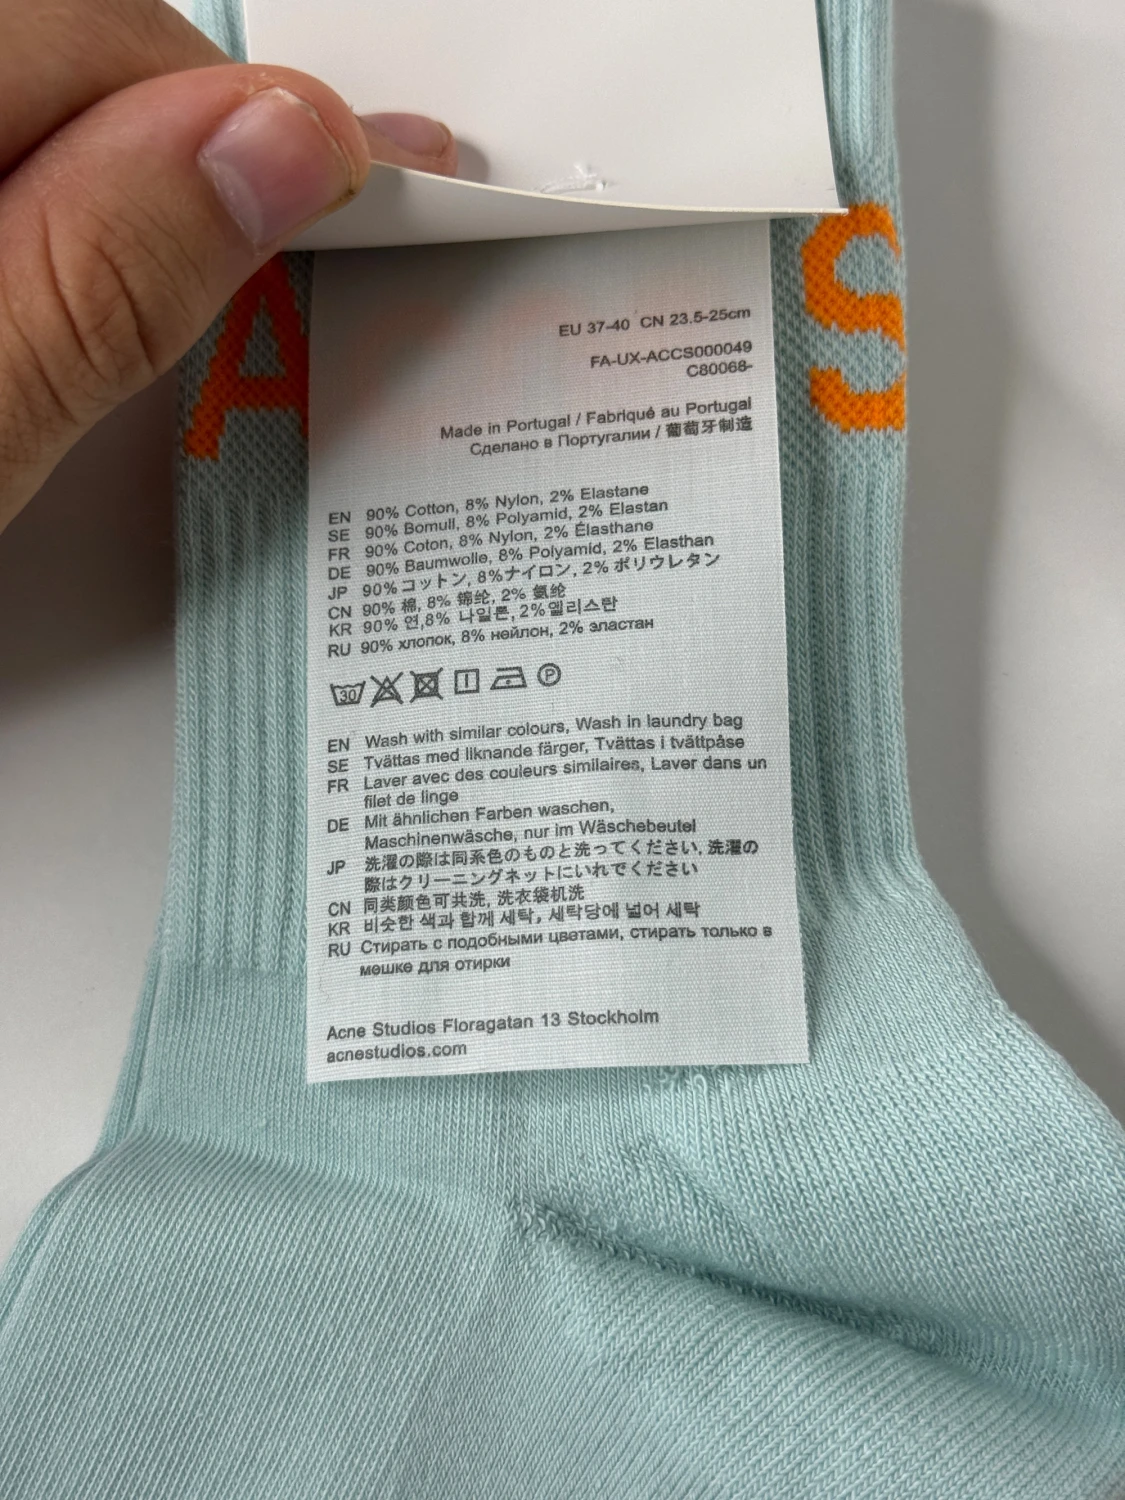 A
S
EU 37-40 CN 23.5-25cm
FA-UX-ACCS000049
C80068-
Made in Portugal / Fabriqué au Portugal
Сделано в Португалии / 葡萄牙制造
EN 90% Cotton, 8% Nylon, 2% Elastane
SE 90% Bomull, 8% Polyamid, 2% Elastan
FR 90% Coton, 8% Nylon, 2% Élasthane
DE 90% Baumwolle, 8% Polyamid, 2% Elasthan
JP 90%コットン, 8%ナイロン, 2% ポリウレタン
CN 90% 棉, 8% 锦纶, 2% 氨纶
KR 90% 면,8% 나일론, 2%엘리스탄
RU 90% хлопок, 8% нейлон, 2% эластан
30 P
EN Wash with similar colours, Wash in laundry bag
SE Tvättas med liknande färger, Tvättas i tvättpåse
FR Laver avec des couleurs similaires, Laver dans un
filet de linge
DE Mit ähnlichen Farben waschen,
Maschinenwäsche, nur im Wäschebeutel
JP 洗濯の際は同系色のものと洗ってください. 洗濯の
際はクリーニングネットにいれてください
CN 同类颜色可共洗, 洗衣袋机洗
KR 비슷한 색과 함께 세탁, 세탁당에 넣어 세탁
RU Стирать с подобными цветами, стирать только в
мешке для отирки
Acne Studios Floragatan 13 Stockholm
acnestudios.com